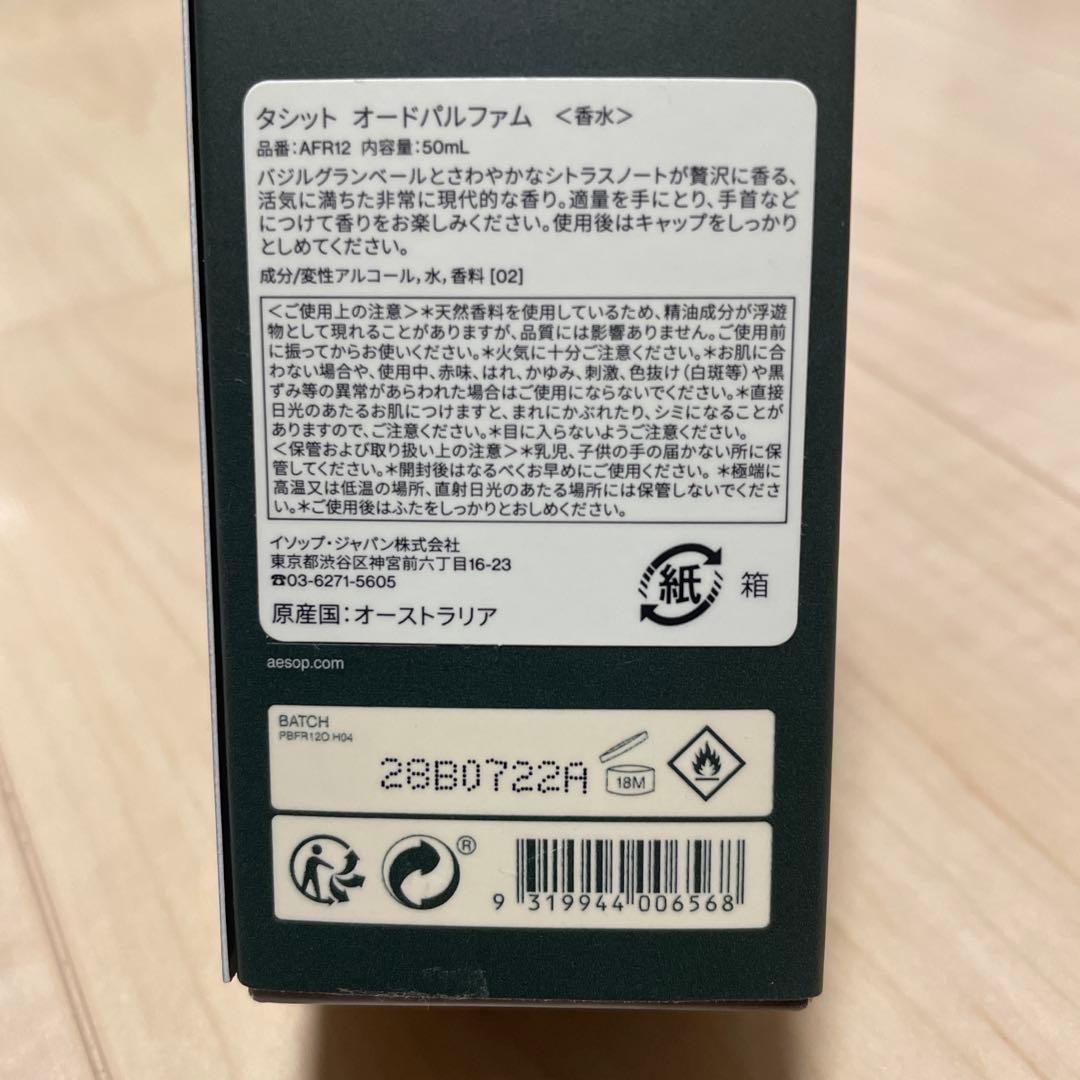 タシット オードパルファム ＜香水＞
品番：AFR12 内容量：50mL
バジルグランベールとさわやかなシトラスノートが贅沢に香る、
活気に満ちた非常に現代的な香り。適量を手にとり、手首など
につけて香りをお楽しみください。使用後はキャップをしっかり
としめてください。
成分/変性アルコール，水，香料 [02]
＜ご使用上の注意＞＊天然香料を使用しているため、精油成分が浮遊
物として現れることがありますが、品質には影響ありません。ご使用前
に振ってからお使いください。＊火気に十分ご注意ください。＊お肌に合
わない場合や、使用中、赤味、はれ、かゆみ、刺激、色抜け（白斑等）や黒
ずみ等の異常があらわれた場合はご使用にならないでください。＊直接
日光のあたるお肌につけますと、まれにかぶれたり、シミになることが
ありますので、ご注意ください。＊目に入らないようご注意ください。
＜保管および取り扱い上の注意＞＊乳児、子供の手の届かない所に保
管してください。＊開封後はなるべくお早めにご使用ください。＊極端に
高温又は低温の場所、直射日光のあたる場所には保管しないでくださ
い。＊ご使用後はふたをしっかりとおしめください。
イソップ・ジャパン株式会社
東京都渋谷区神宮前六丁目16-23
☎03-6271-5605
紙 箱
原産国：オーストラリア
aesop.com
BATCH
PBFR12O H04
28B0722A
18M
®
9 319944 006568